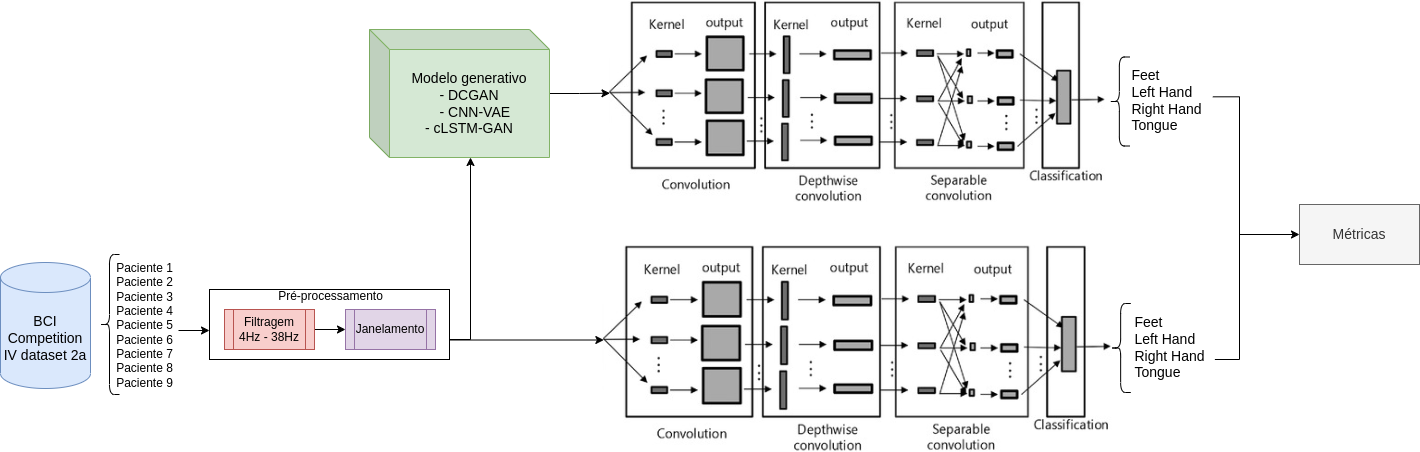 BCI
Competition
IV dataset 2a
Paciente 1
Paciente 2
Paciente 3
Paciente 4
Paciente 5
Paciente 6
Paciente 7
Paciente 8
Paciente 9
Pré-processamento
Filtragem
4Hz - 38Hz
Janelamento
Modelo generativo
- DCGAN
- CNN-VAE
- cLSTM-GAN
Kernel output Kernel output Kernel output
Convolution
Depthwise
convolution
Separable
convolution
Classification
Feet
Left Hand
Right Hand
Tongue
Kernel output Kernel output Kernel output
Convolution
Depthwise
convolution
Separable
convolution
Classification
Feet
Left Hand
Right Hand
Tongue
Métricas